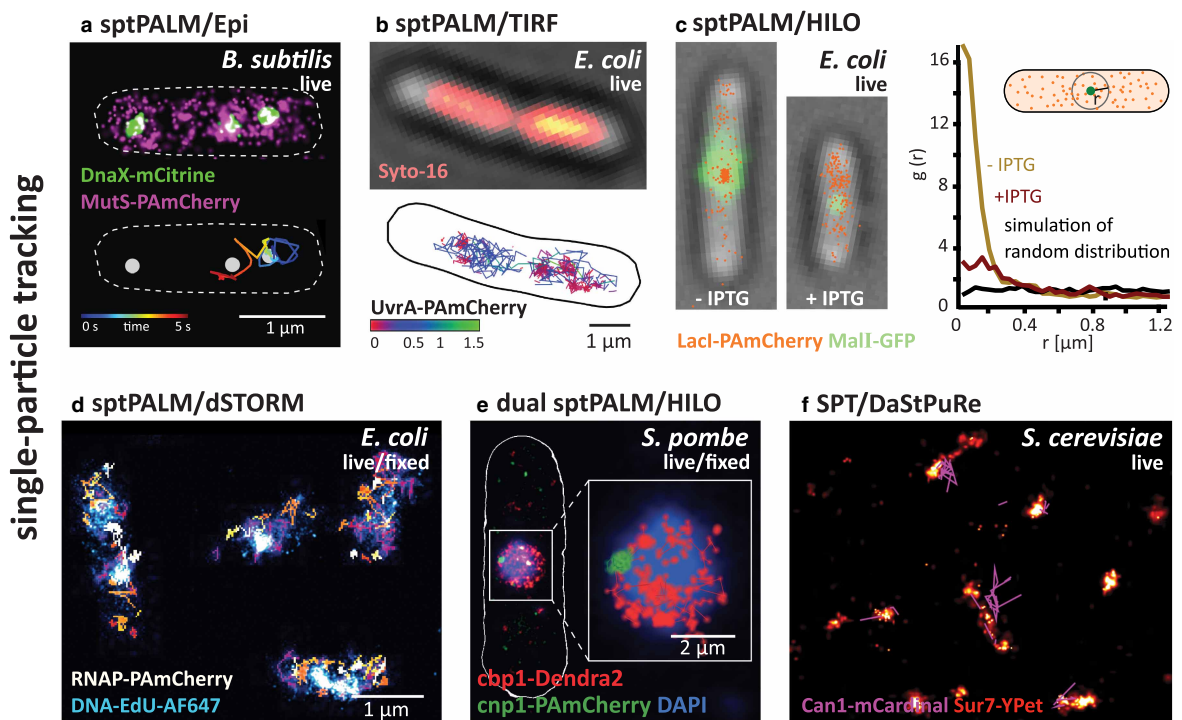 single-particle tracking
a sptPALM/Epi
B. subtilis
live
DnaX-mCitrine
MutS-PAmCherry
0 s time 5 s
1 µm
b sptPALM/TIRF
E. coli
live
Syto-16
UvrA-PAmCherry
0 0.5 1 1.5
1 µm
c sptPALM/HILO
E. coli
live
- IPTG
+ IPTG
LacI-PAmCherry MalI-GFP
g (r)
16
12
8
4
0
r
- IPTG
+IPTG
simulation of
random distribution
0 0.4 0.8 1.2
r [µm]
d sptPALM/dSTORM
E. coli
live/fixed
RNAP-PAmCherry
DNA-EdU-AF647
1 µm
e dual sptPALM/HILO
S. pombe
live/fixed
2 µm
cbp1-Dendra2
cnp1-PAmCherry DAPI
f SPT/DaStPuRe
S. cerevisiae
live
Can1-mCardinal Sur7-YPet